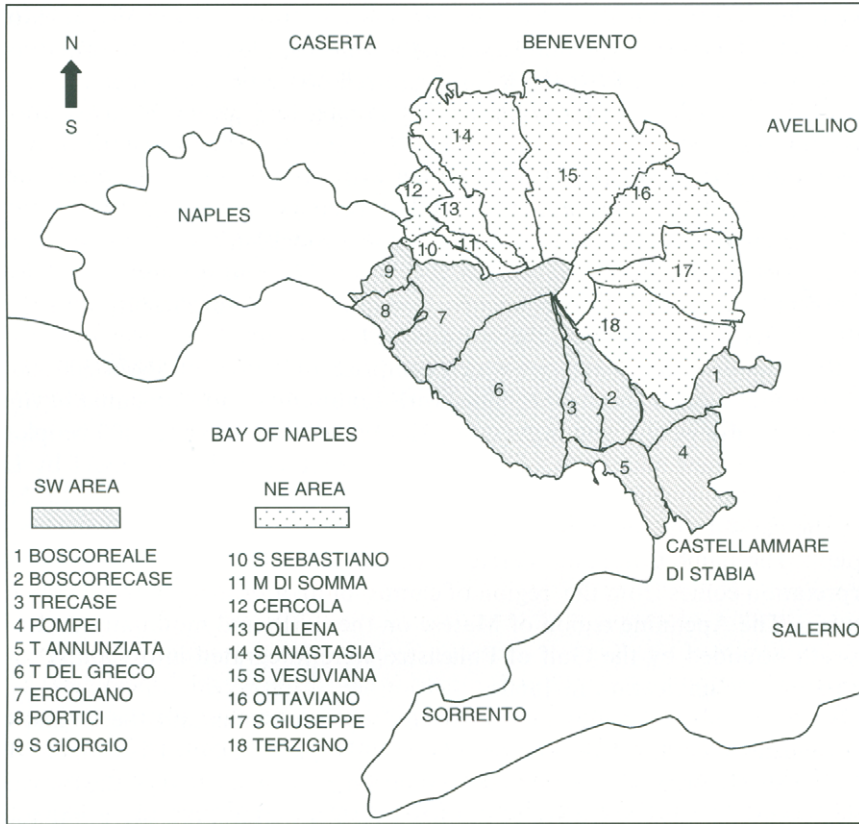 CASERTA
BENEVENTO
N
S
AVELLINO
NAPLES
14
15
12
16
13
11
10
9
17
8
7
18
1
6
2
3
4
5
BAY OF NAPLES
SW AREA
NE AREA
CASTELLAMMARE
DI STABIA
SALERNO
SORRENTO
1 BOSCOREALE
2 BOSCORECASE
3 TRECASE
4 POMPEI
5 T ANNUNZIATA
6 T DEL GRECO
7 ERCOLANO
8 PORTICI
9 S GIORGIO
10 S SEBASTIANO
11 M DI SOMMA
12 CERCOLA
13 POLLENA
14 S ANASTASIA
15 S VESUVIANA
16 OTTAVIANO
17 S GIUSEPPE
18 TERZIGNO